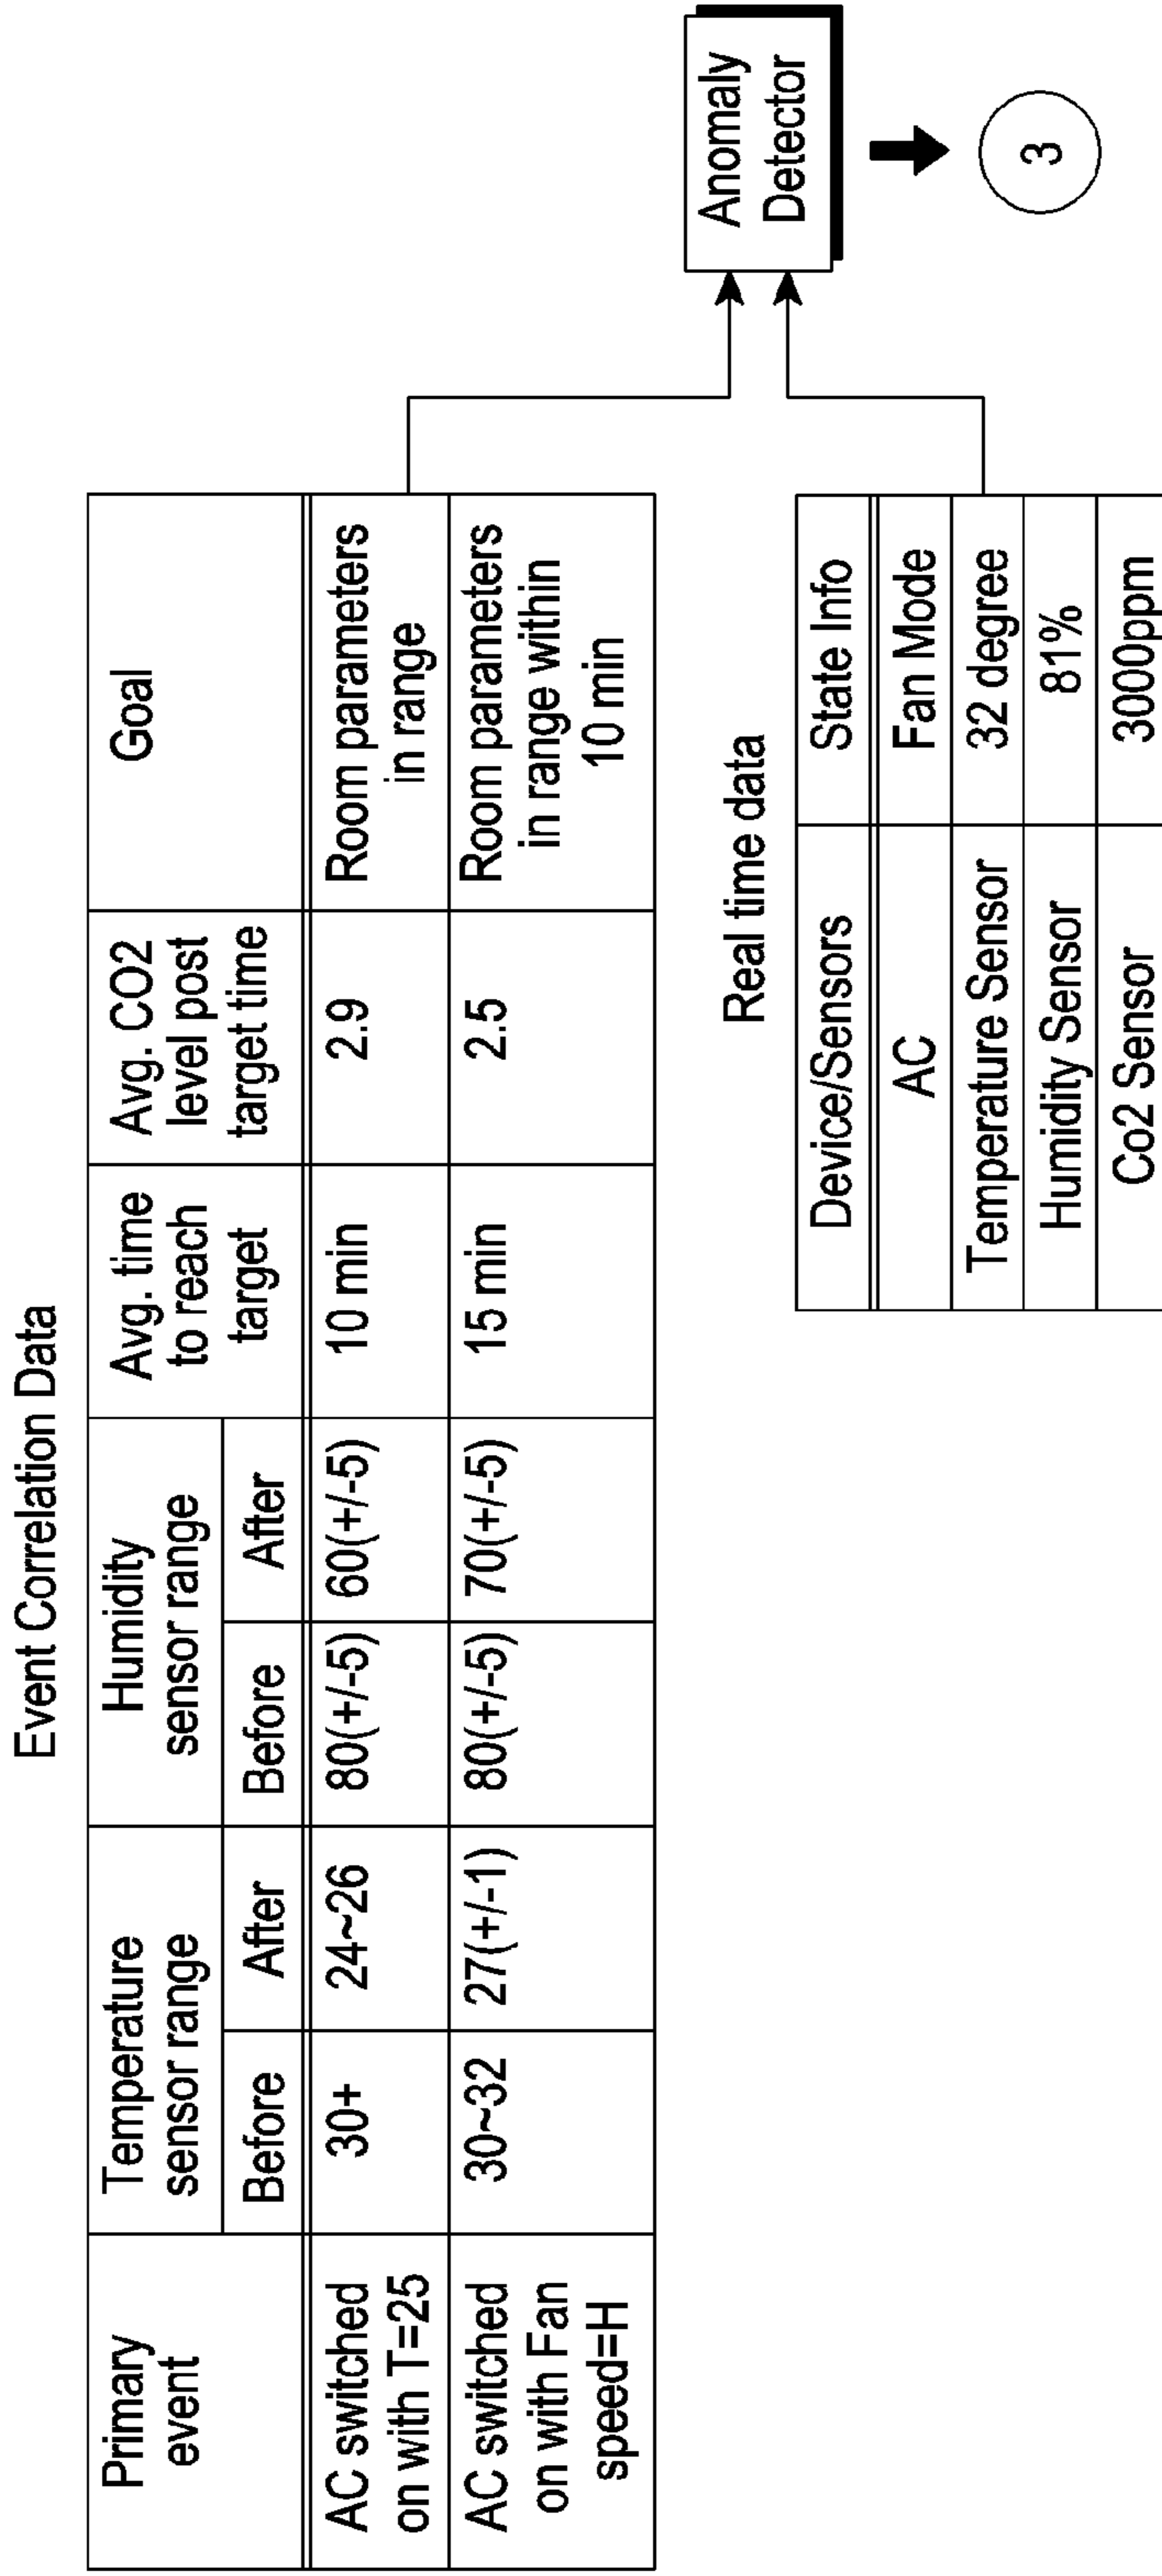 Event Correlation Data
Primary
event
Temperature
sensor range
Humidity
sensor range
Avg. time
to reach
target
Avg. CO2
level post
target time
Goal
Before
After
Before
After
AC switched
on with T=25
30+
24~26
80(+/-5)
60(+/-5)
10 min
2.9
Room parameters
in range
AC switched
on with Fan
speed=H
30~32
27(+/-1)
80(+/-5)
70(+/-5)
15 min
2.5
Room parameters
in range within
10 min
Real time data
Device/Sensors
State Info
AC
Fan Mode
Temperature Sensor
32 degree
Humidity Sensor
81%
Co2 Sensor
3000ppm
Anomaly
Detector
3